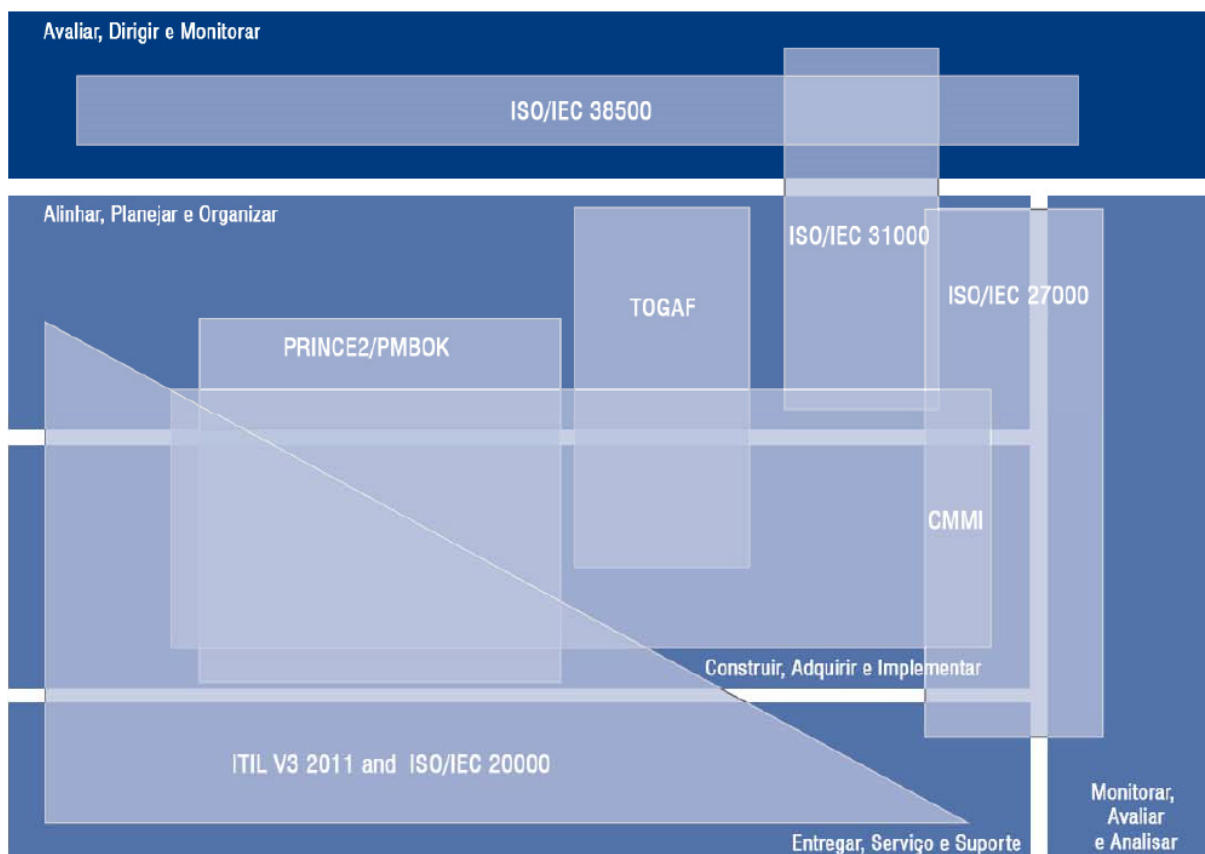 Avaliar, Dirigir e Monitorar
ISO/IEC 38500
Alinhar, Planejar e Organizar
ISO/IEC 31000
ISO/IEC 27000
TOGAF
PRINCE2/PMBOK
CMMI
Construir, Adquirir e Implementar
ITIL V3 2011 and ISO/IEC 20000
Entregar, Serviço e Suporte
Monitorar,
Avaliar
e Analisar